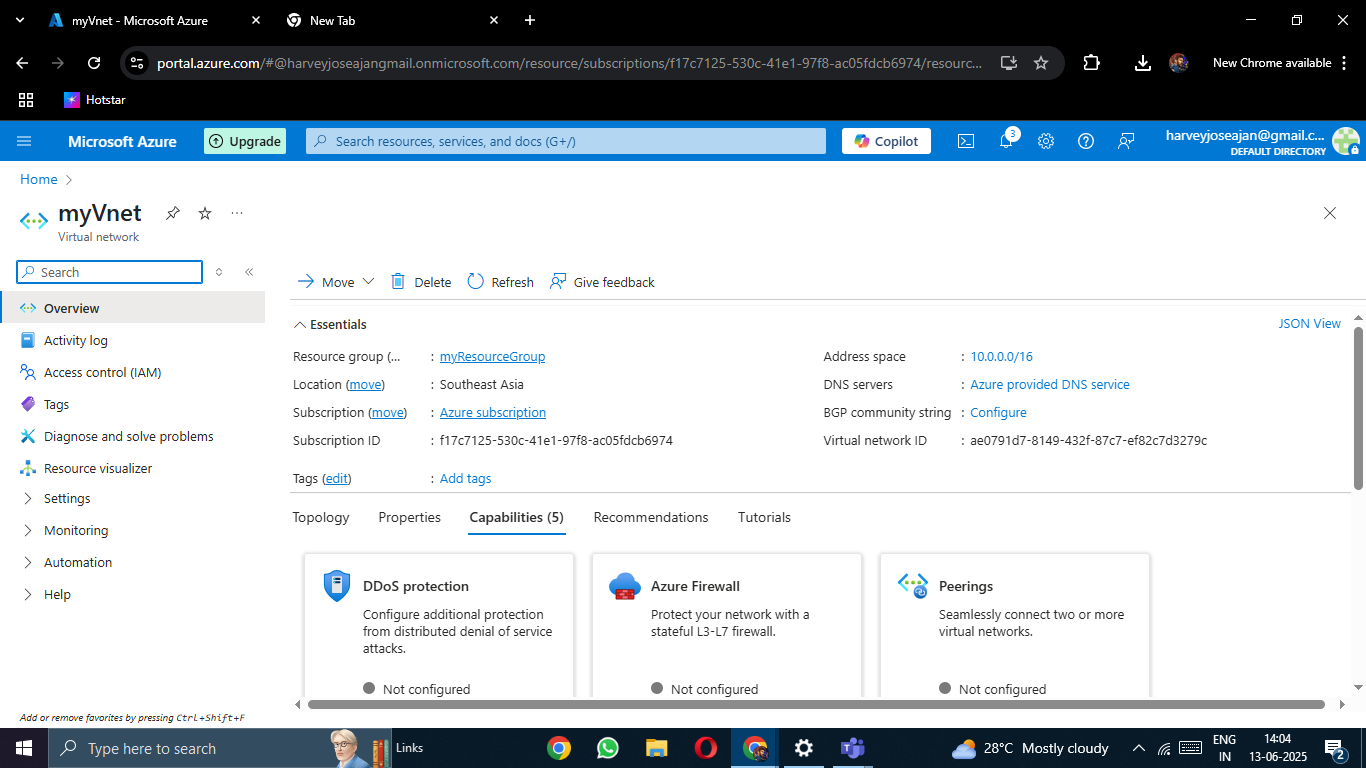 myVnet - Microsoft Azure
New Tab
portal.azure.com/#@harveyjoseajangmail.onmicrosoft.com/resource/subscriptions/f17c7125-530c-41e1-97f8-ac05fdcb6974/resourc...
New Chrome available
Hotstar
Microsoft Azure
Upgrade
Search resources, services, and docs (G+/)
Copilot
3
harveyjoseajan@gmail.c...
DEFAULT DIRECTORY
Home
myVnet
Virtual network
Search
Overview
Activity log
Access control (IAM)
Tags
Diagnose and solve problems
Resource visualizer
Settings
Monitoring
Automation
Help
Add or remove favorites by pressing Ctrl+Shift+F
Move
Delete
Refresh
Give feedback
Essentials
JSON View
Resource group (... : myResourceGroup
Location (move) : Southeast Asia
Subscription (move) : Azure subscription
Subscription ID : f17c7125-530c-41e1-97f8-ac05fdcb6974
Address space : 10.0.0.0/16
DNS servers : Azure provided DNS service
BGP community string : Configure
Virtual network ID : ae0791d7-8149-432f-87c7-ef82c7d3279c
Tags (edit) : Add tags
Topology
Properties
Capabilities (5)
Recommendations
Tutorials
DDoS protection
Configure additional protection
from distributed denial of service
attacks.
Not configured
Azure Firewall
Protect your network with a
stateful L3-L7 firewall.
Not configured
Peerings
Seamlessly connect two or more
virtual networks.
Not configured
Type here to search
Links
28°C Mostly cloudy
ENG
IN
14:04
13-06-2025
2